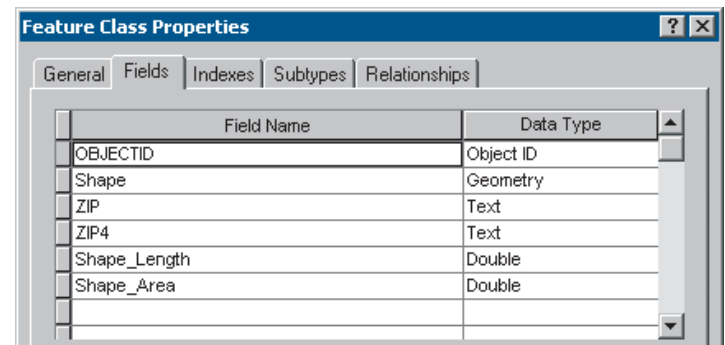 Feature Class Properties
General Fields Indexes Subtypes Relationships
Field Name Data Type
OBJECTID Object ID
Shape Geometry
ZIP Text
ZIP4 Text
Shape_Length Double
Shape_Area Double